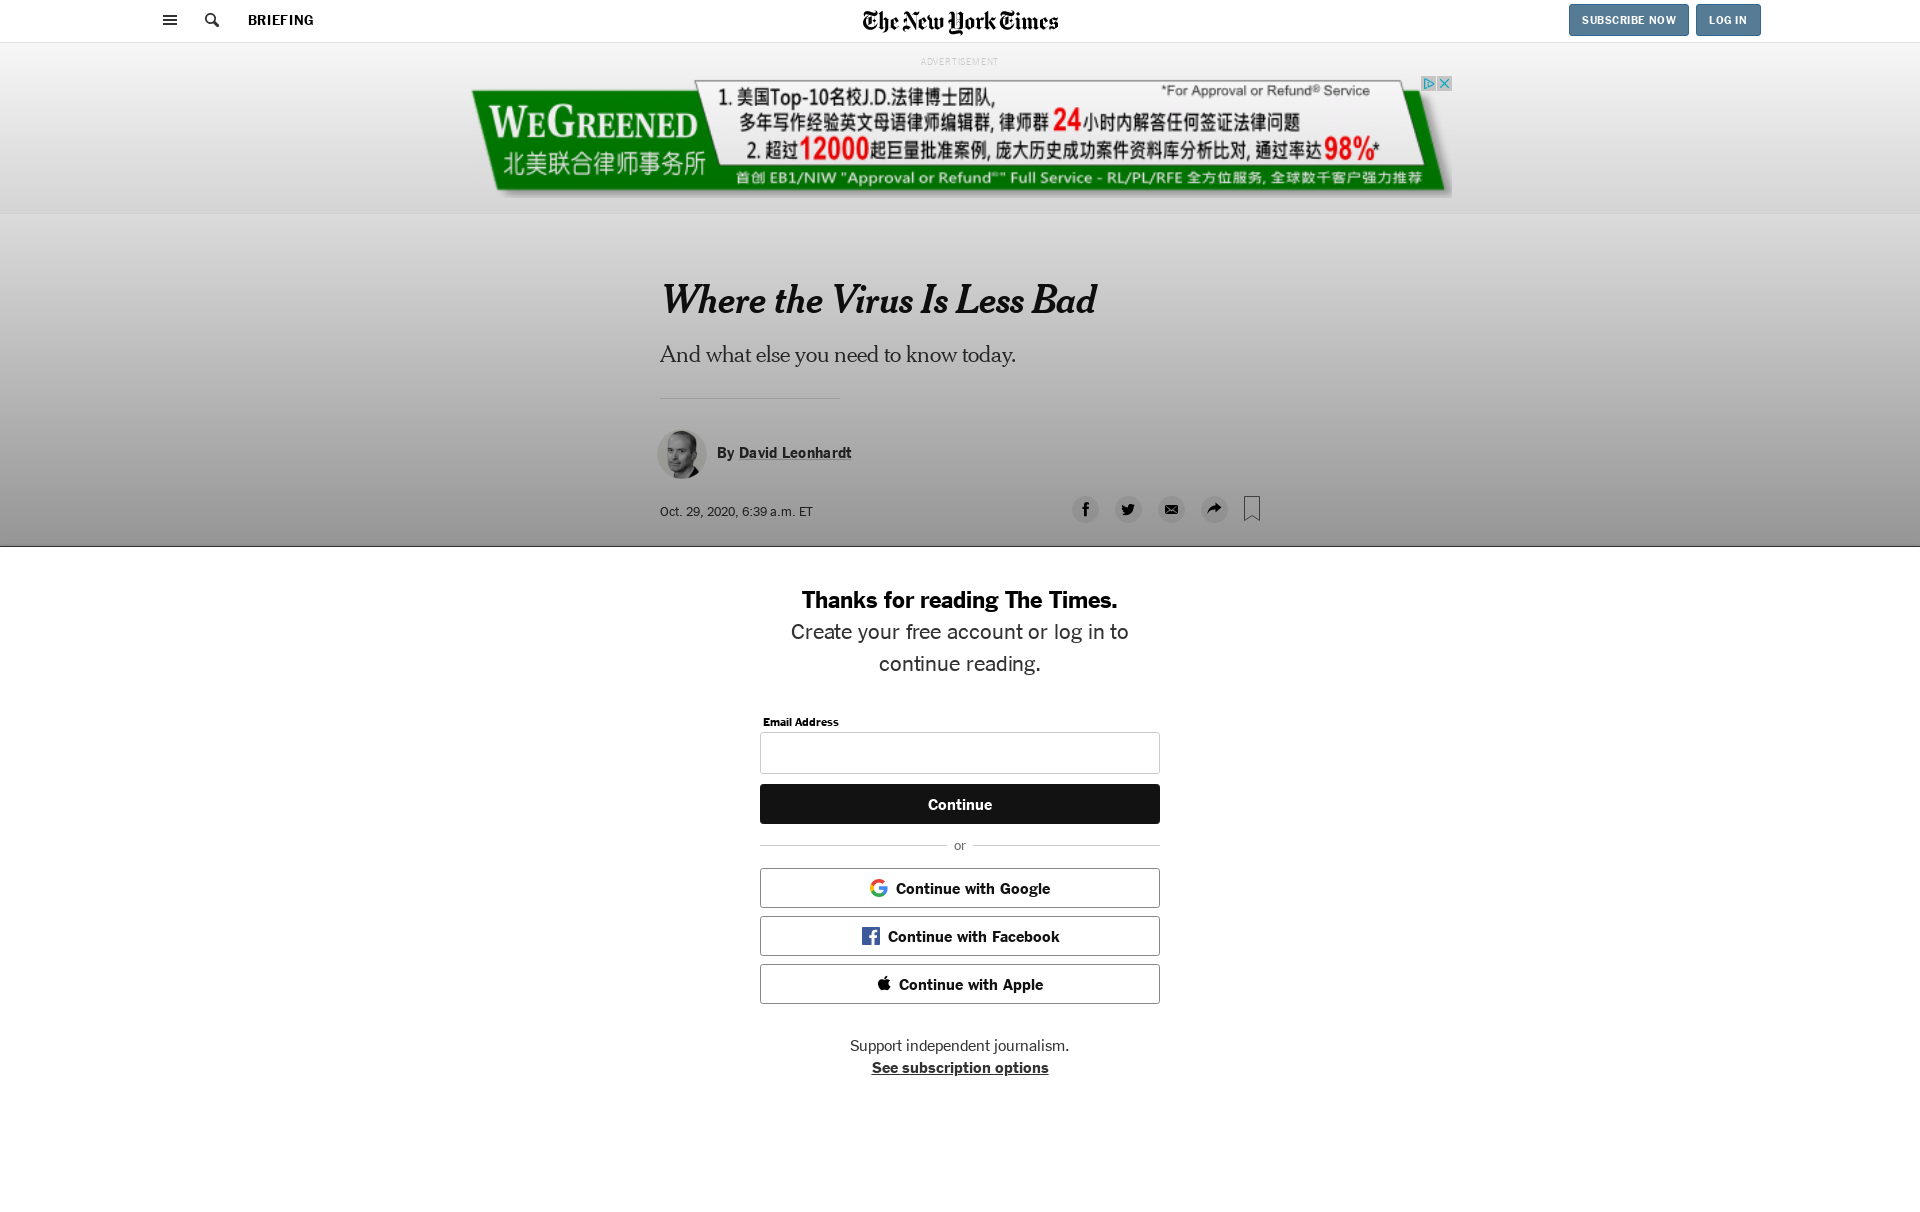 BRIEFING
The New York Times
SUBSCRIBE NOW
LOG IN
ADVERTISEMENT
WEGREENED
北美联合律师事务所
1. 美国Top-10名校J.D.法律博士团队,
*For Approval or Refund® Service
多年写作经验英文母语律师编辑群, 律师群 24小时内解答任何签证法律问题
2. 超过12000起巨量批准案例, 庞大历史成功案件资料库分析比对, 通过率达98%*
首创 EB1/NIW "Approval or Refund®" Full Service - RL/PL/RFE 全方位服务, 全球数千客户强力推荐
Where the Virus Is Less Bad
And what else you need to know today.
By David Leonhardt
Oct. 29, 2020, 6:39 a.m. ET
Thanks for reading The Times.
Create your free account or log in to
continue reading.
Email Address
Continue
or
Continue with Google
Continue with Facebook
Continue with Apple
Support independent journalism.
See subscription options